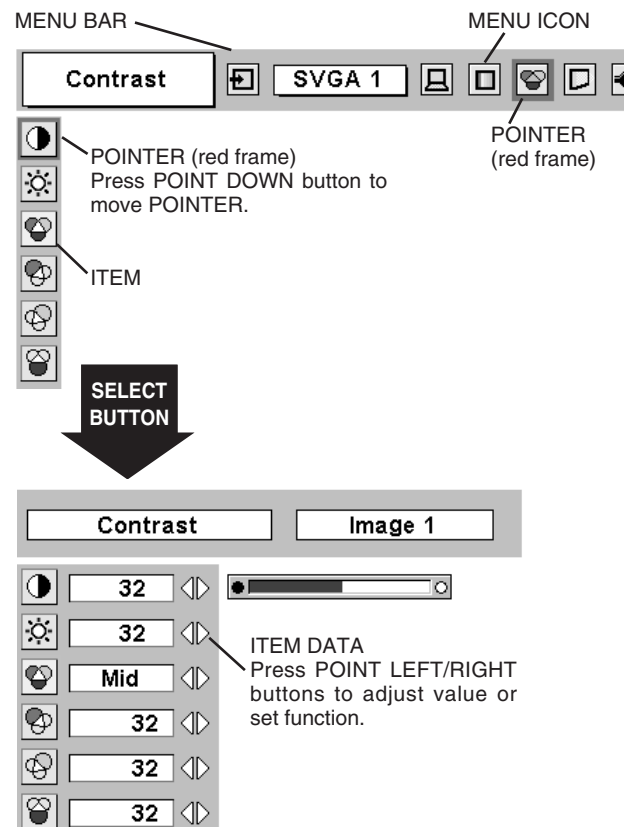 MENU BAR
MENU ICON
Contrast
SVGA 1
POINTER
(red frame)
POINTER (red frame)
Press POINT DOWN button to
move POINTER.
ITEM
SELECT
BUTTON
Contrast
Image 1
32
32
ITEM DATA
Press POINT LEFT/RIGHT
buttons to adjust value or
set function.
Mid
32
32
32